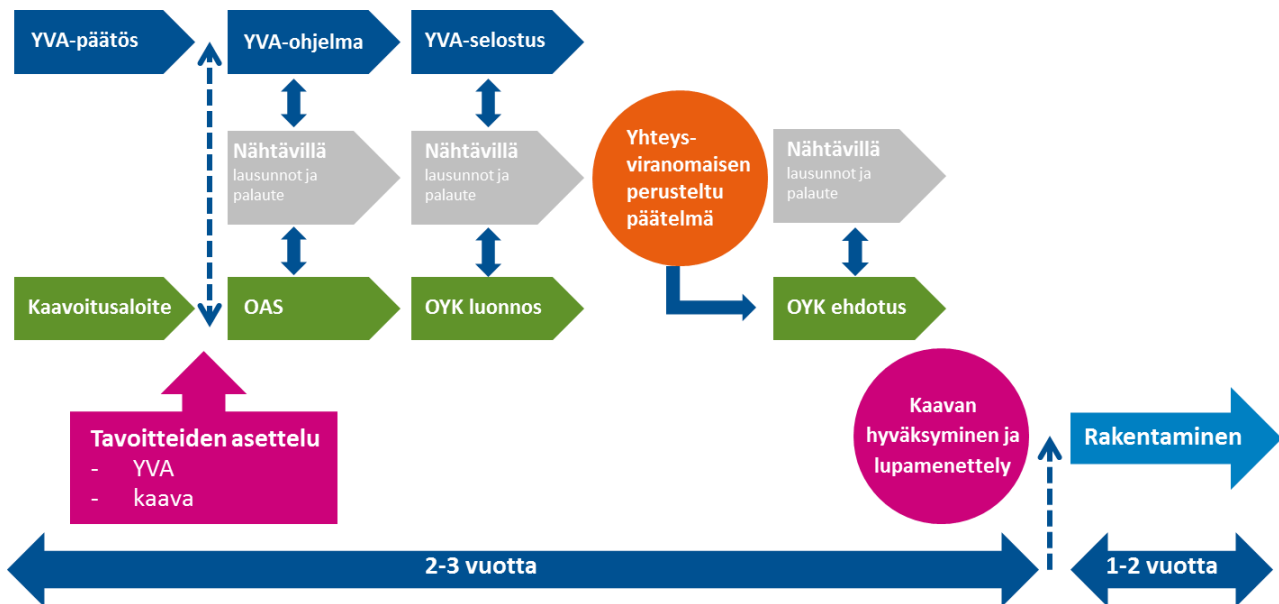 YVA-päätös
YVA-ohjelma
YVA-selostus
Nähtävillä
lausunnot ja
palaute
Nähtävillä
lausunnot ja
palaute
Yhteys-
viranomaisen
perusteltu
päätelmä
Nähtävillä
lausunnot ja
palaute
Kaavoitusaloite
OAS
OYK luonnos
OYK ehdotus
Tavoitteiden asettelu
- YVA
- kaava
Kaavan
hyväksyminen ja
lupamenettely
Rakentaminen
2-3 vuotta
1-2 vuotta